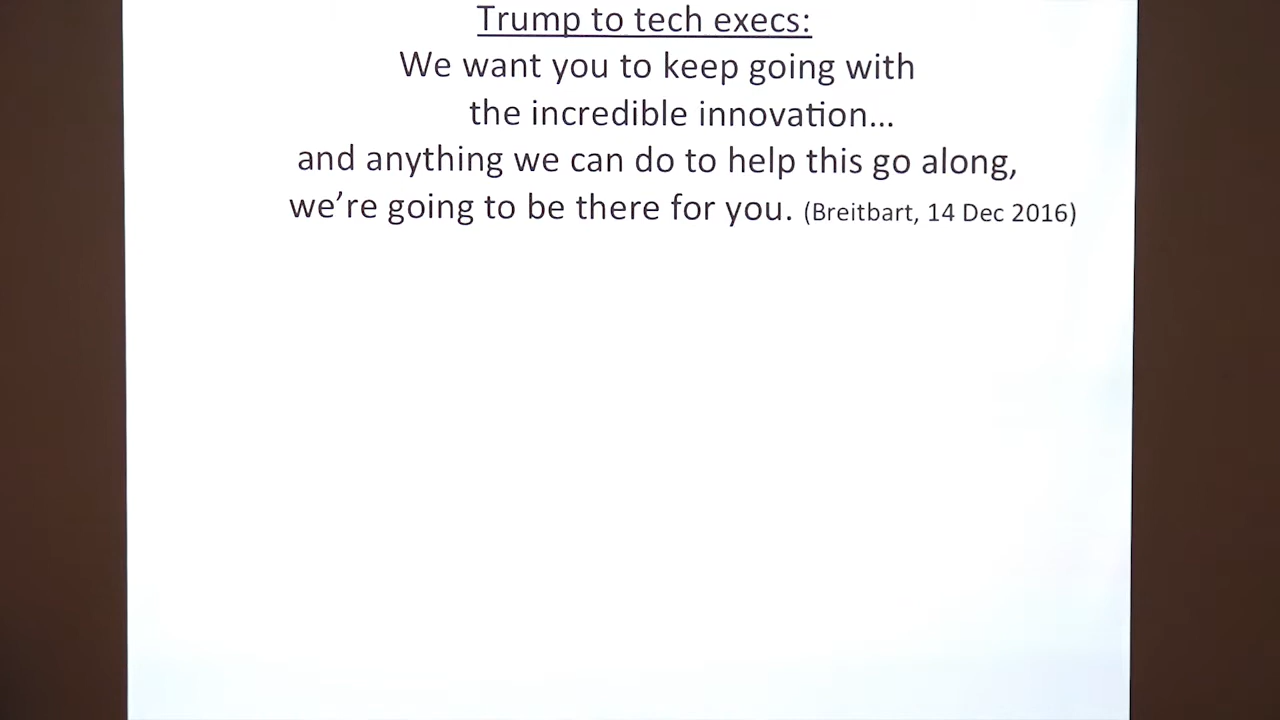 Trump to tech execs:
We want you to keep going with
the incredible innovation...
and anything we can do to help this go along,
we’re going to be there for you. (Breitbart, 14 Dec 2016)